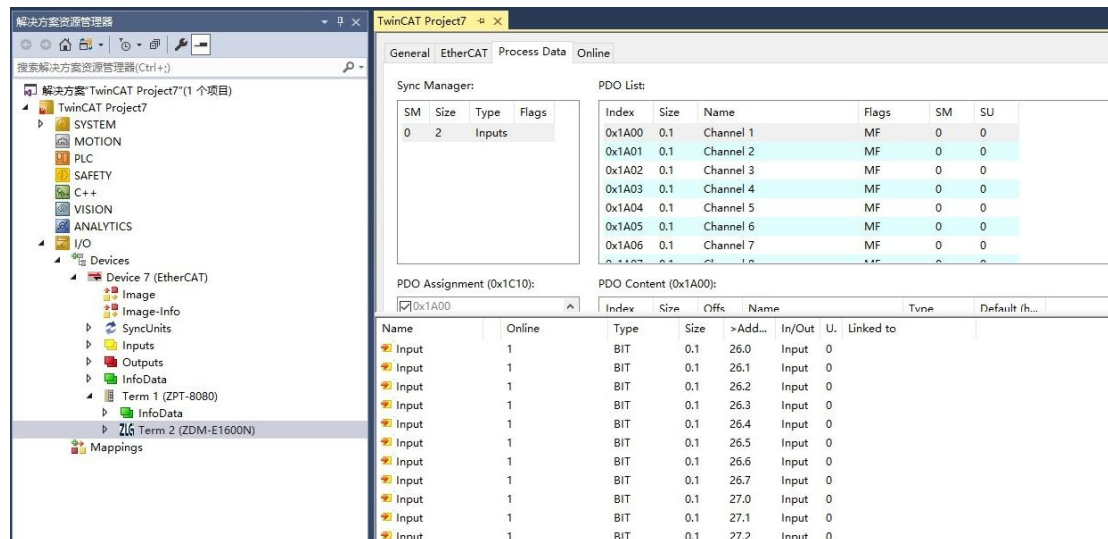 解决方案资源管理器
搜索解决方案资源管理器(Ctrl+;)
解决方案"TwinCAT Project7"(1 个项目)
TwinCAT Project7
SYSTEM
MOTION
PLC
SAFETY
C++
VISION
ANALYTICS
I/O
Devices
Device 7 (EtherCAT)
Image
Image-Info
SyncUnits
Inputs
Outputs
InfoData
Term 1 (ZPT-8080)
InfoData
ZLG Term 2 (ZDM-E1600N)
Mappings
TwinCAT Project7
General EtherCAT Process Data Online
Sync Manager:
SM Size Type Flags
0 2 Inputs
PDO List:
Index Size Name Flags SM SU
0x1A00 0.1 Channel 1 MF 0 0
0x1A01 0.1 Channel 2 MF 0 0
0x1A02 0.1 Channel 3 MF 0 0
0x1A03 0.1 Channel 4 MF 0 0
0x1A04 0.1 Channel 5 MF 0 0
0x1A05 0.1 Channel 6 MF 0 0
0x1A06 0.1 Channel 7 MF 0 0
PDO Assignment (0x1C10):
0x1A00
PDO Content (0x1A00):
Index Size Offs Name Type Default (h...
Name Online Type Size >Add... In/Out U. Linked to
Input 1 BIT 0.1 26.0 Input 0
Input 1 BIT 0.1 26.1 Input 0
Input 1 BIT 0.1 26.2 Input 0
Input 1 BIT 0.1 26.3 Input 0
Input 1 BIT 0.1 26.4 Input 0
Input 1 BIT 0.1 26.5 Input 0
Input 1 BIT 0.1 26.6 Input 0
Input 1 BIT 0.1 26.7 Input 0
Input 1 BIT 0.1 27.0 Input 0
Input 1 BIT 0.1 27.1 Input 0
Input 1 BIT 0.1 27.2 Input 0